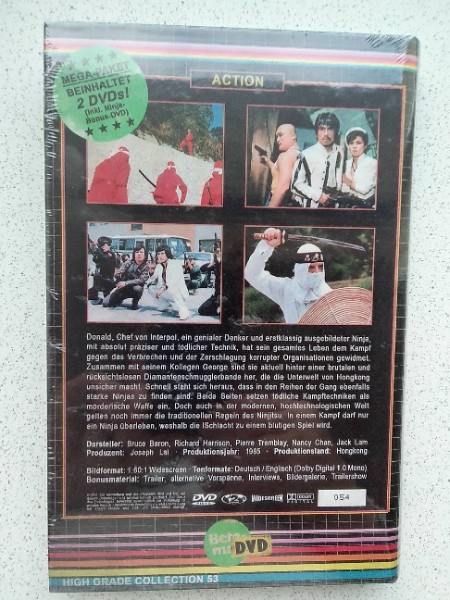 MEGA-PAKET
BEINHALTET
2 DVDs!
(inkl. Ninja-
Bonus-DVD)
ACTION
Donald, Chef von Interpol, ein genialer Denker und erstklassig ausgebildeter Ninja,
mit absolut präziser und tödlicher Technik, hat sein gesamtes Leben dem Kampf
gegen das Verbrechen und der Zerschlagung korrupter Organisationen gewidmet.
Zusammen mit seinem Kollegen George sind sie aktuell hinter einer brutalen und
rücksichtslosen Diamantenschmugglerbande her, die die Unterwelt von Hongkong
unsicher macht. Schnell stellt sich heraus, dass in den Reihen der Gang ebenfalls
starke Ninjas zu finden sind. Beide Seiten setzen tödliche Kampftechniken als
mörderische Waffe ein. Doch auch in der modernen, hochtechnologischen Welt
gelten noch immer die traditionellen Regeln des Ninjitsu: In einem Kampf darf nur
ein Ninja überleben, weshalb die Schlacht zu einem blutigen Spiel wird.
Darsteller: Bruce Baron, Richard Harrison, Pierre Tremblay, Nancy Chan, Jack Lam
Produzent: Joseph Lai · Produktionsjahr: 1985 · Produktionsland: Hongkong
Bildformat: 1.60:1 Widescreen · Tonformate: Deutsch / Englisch (Dolby Digital 1.0 Mono)
Bonusmaterial: Trailer, alternative Vorspänne, Interviews, Bildergalerie, Trailershow
DVD
WIDESCREEN
054
Beta
mr DVD
HIGH GRADE COLLECTION 53